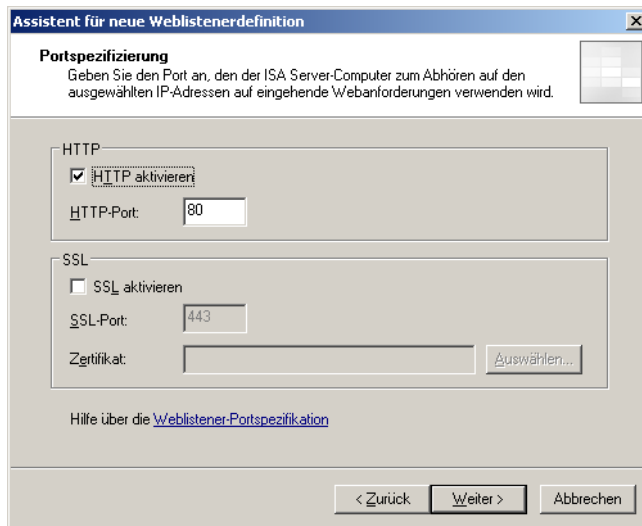 Assistent für neue Weblistenerdefinition
Portspezifizierung
Geben Sie den Port an, den der ISA Server-Computer zum Abhören auf den
ausgewählten IP-Adressen auf eingehende Webanforderungen verwenden wird.
HTTP
HTTP aktivieren
HTTP-Port: 80
SSL
SSL aktivieren
SSL-Port: 443
Zertifikat: Auswählen...
Hilfe über die Weblistener-Portspezifikation
< Zurück Weiter > Abbrechen